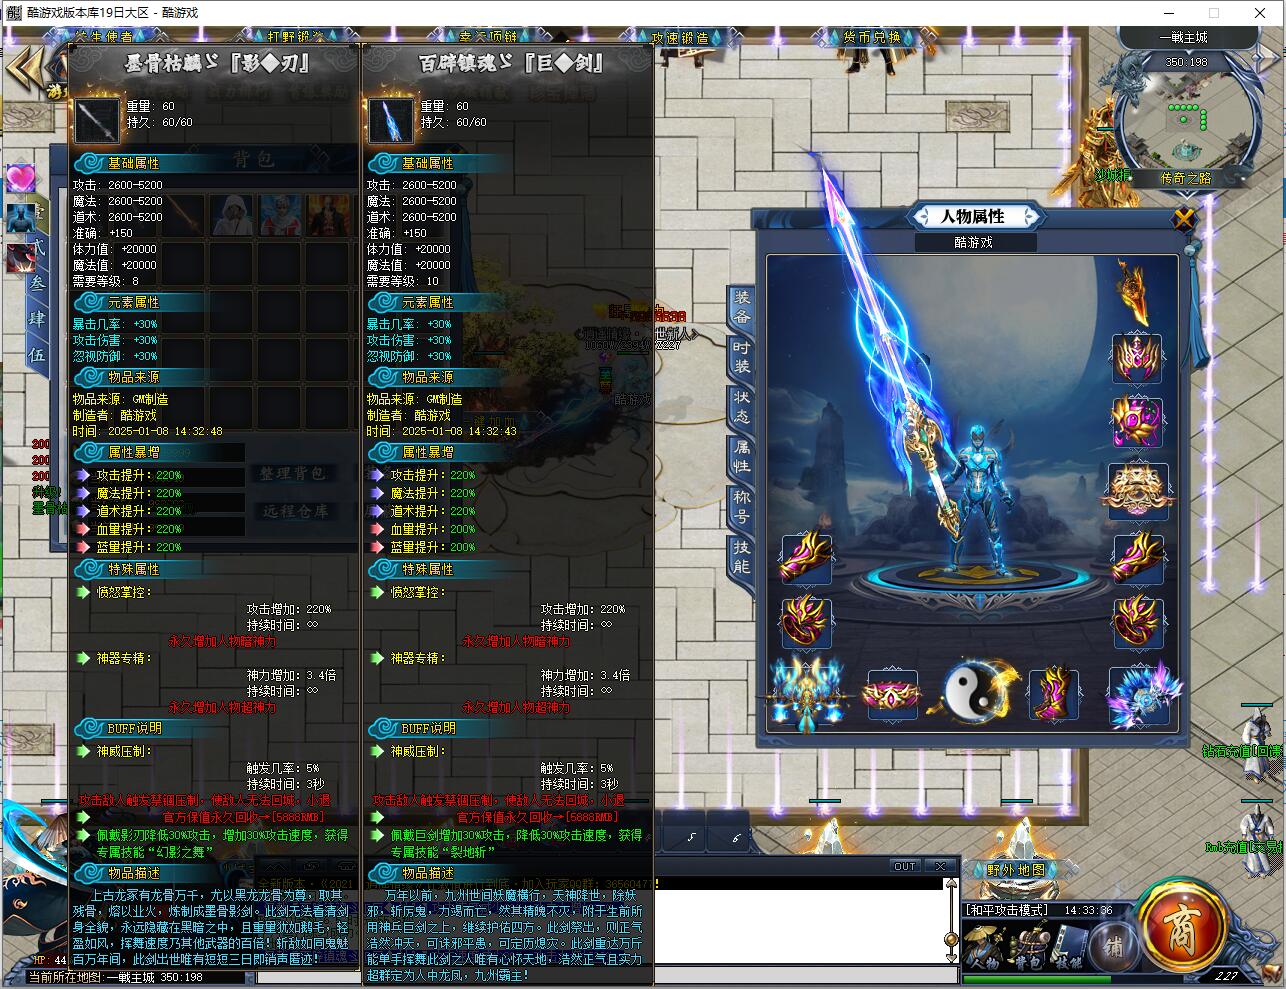 酷游戏版本库19日大区 - 酷游戏
转生使者
打野锻造
幸运项链
攻速锻造
货币兑换
一戦主城
350:198
传奇之路
墨骨枯麟ど『影◆刃』
重量: 60
持久: 60/60
基础属性
攻击: 2600-5200
魔法: 2600-5200
道术: 2600-5200
准确: +150
体力值: +20000
魔法值: +20000
需要等级: 8
元素属性
暴击几率: +30%
攻击伤害: +30%
忽视防御: +30%
物品来源
物品来源: GM制造
制造者: 酷游戏
时间: 2025-01-08 14:32:48
属性暴增
攻击提升: 220%
魔法提升: 220%
道术提升: 220%
血量提升: 220%
蓝量提升: 220%
特殊属性
愤怒掌控:
攻击增加: 220%
持续时间: ∞
永久增加人物暗神力
神器专精:
神力增加: 3.4倍
持续时间: ∞
永久增加人物超神力
BUFF说明
神威压制:
触发几率: 5%
持续时间: 3秒
攻击敌人触发禁锢压制, 使敌人无法回城, 小退
官方保值永久回收→[5888RMB]
佩戴影刃降低30%攻击, 增加30%攻击速度, 获得
专属技能“幻影之舞”
物品描述
上古龙冢有龙骨万千, 尤以黑龙龙骨为尊, 取其
残骨, 熔以业火, 炼制成墨骨影剑。此剑无法看清剑
身全貌, 永远隐藏在黑暗之中, 且重量犹如鹅毛, 轻
盈如风, 挥舞速度乃其他武器的百倍! 斩敌如同鬼魅
百万年间, 此剑出世唯有短短三日即销声匿迹!
百辟镇魂ど『巨◆剑』
重量: 60
持久: 60/60
基础属性
攻击: 2600-5200
魔法: 2600-5200
道术: 2600-5200
准确: +150
体力值: +20000
魔法值: +20000
需要等级: 10
元素属性
暴击几率: +30%
攻击伤害: +30%
忽视防御: +30%
物品来源
物品来源: GM制造
制造者: 酷游戏
时间: 2025-01-08 14:32:43
属性暴增
攻击提升: 220%
魔法提升: 220%
道术提升: 220%
血量提升: 200%
蓝量提升: 200%
特殊属性
愤怒掌控:
攻击增加: 220%
持续时间: ∞
永久增加人物暗神力
神器专精:
神力增加: 3.4倍
持续时间: ∞
永久增加人物超神力
BUFF说明
神威压制:
触发几率: 5%
持续时间: 3秒
攻击敌人触发禁锢压制, 使敌人无法回城, 小退
官方保值永久回收→[5888RMB]
佩戴巨剑增加30%攻击, 降低30%攻击速度, 获得
专属技能“裂地斩”
物品描述
万年以前, 九州世间妖魔横行, 天神降世, 除妖
邪, 斩厉鬼, 力竭而亡, 然其精魄不灭, 附于生前所
用神兵巨剑之上, 继续护佑四方。此剑祭出, 则正气
浩然冲天, 可诛邪平患, 可定历熄灾。此剑重达万斤
能单手挥舞此剑之人唯有心怀天地, 浩然正气且实力
超群定为人中龙凤, 九州霸主!
背包
叁
肆
伍
整理背包
远程仓库
人物属性
酷游戏
装备
时装
状态
属性
称号
技能
酷游戏
5
6
OUT
野外地图
[和平攻击模式] 14:33:36
人物
背包
技能
铺
商
227
HP: 44
当前所在地图:一戦主城 350:198